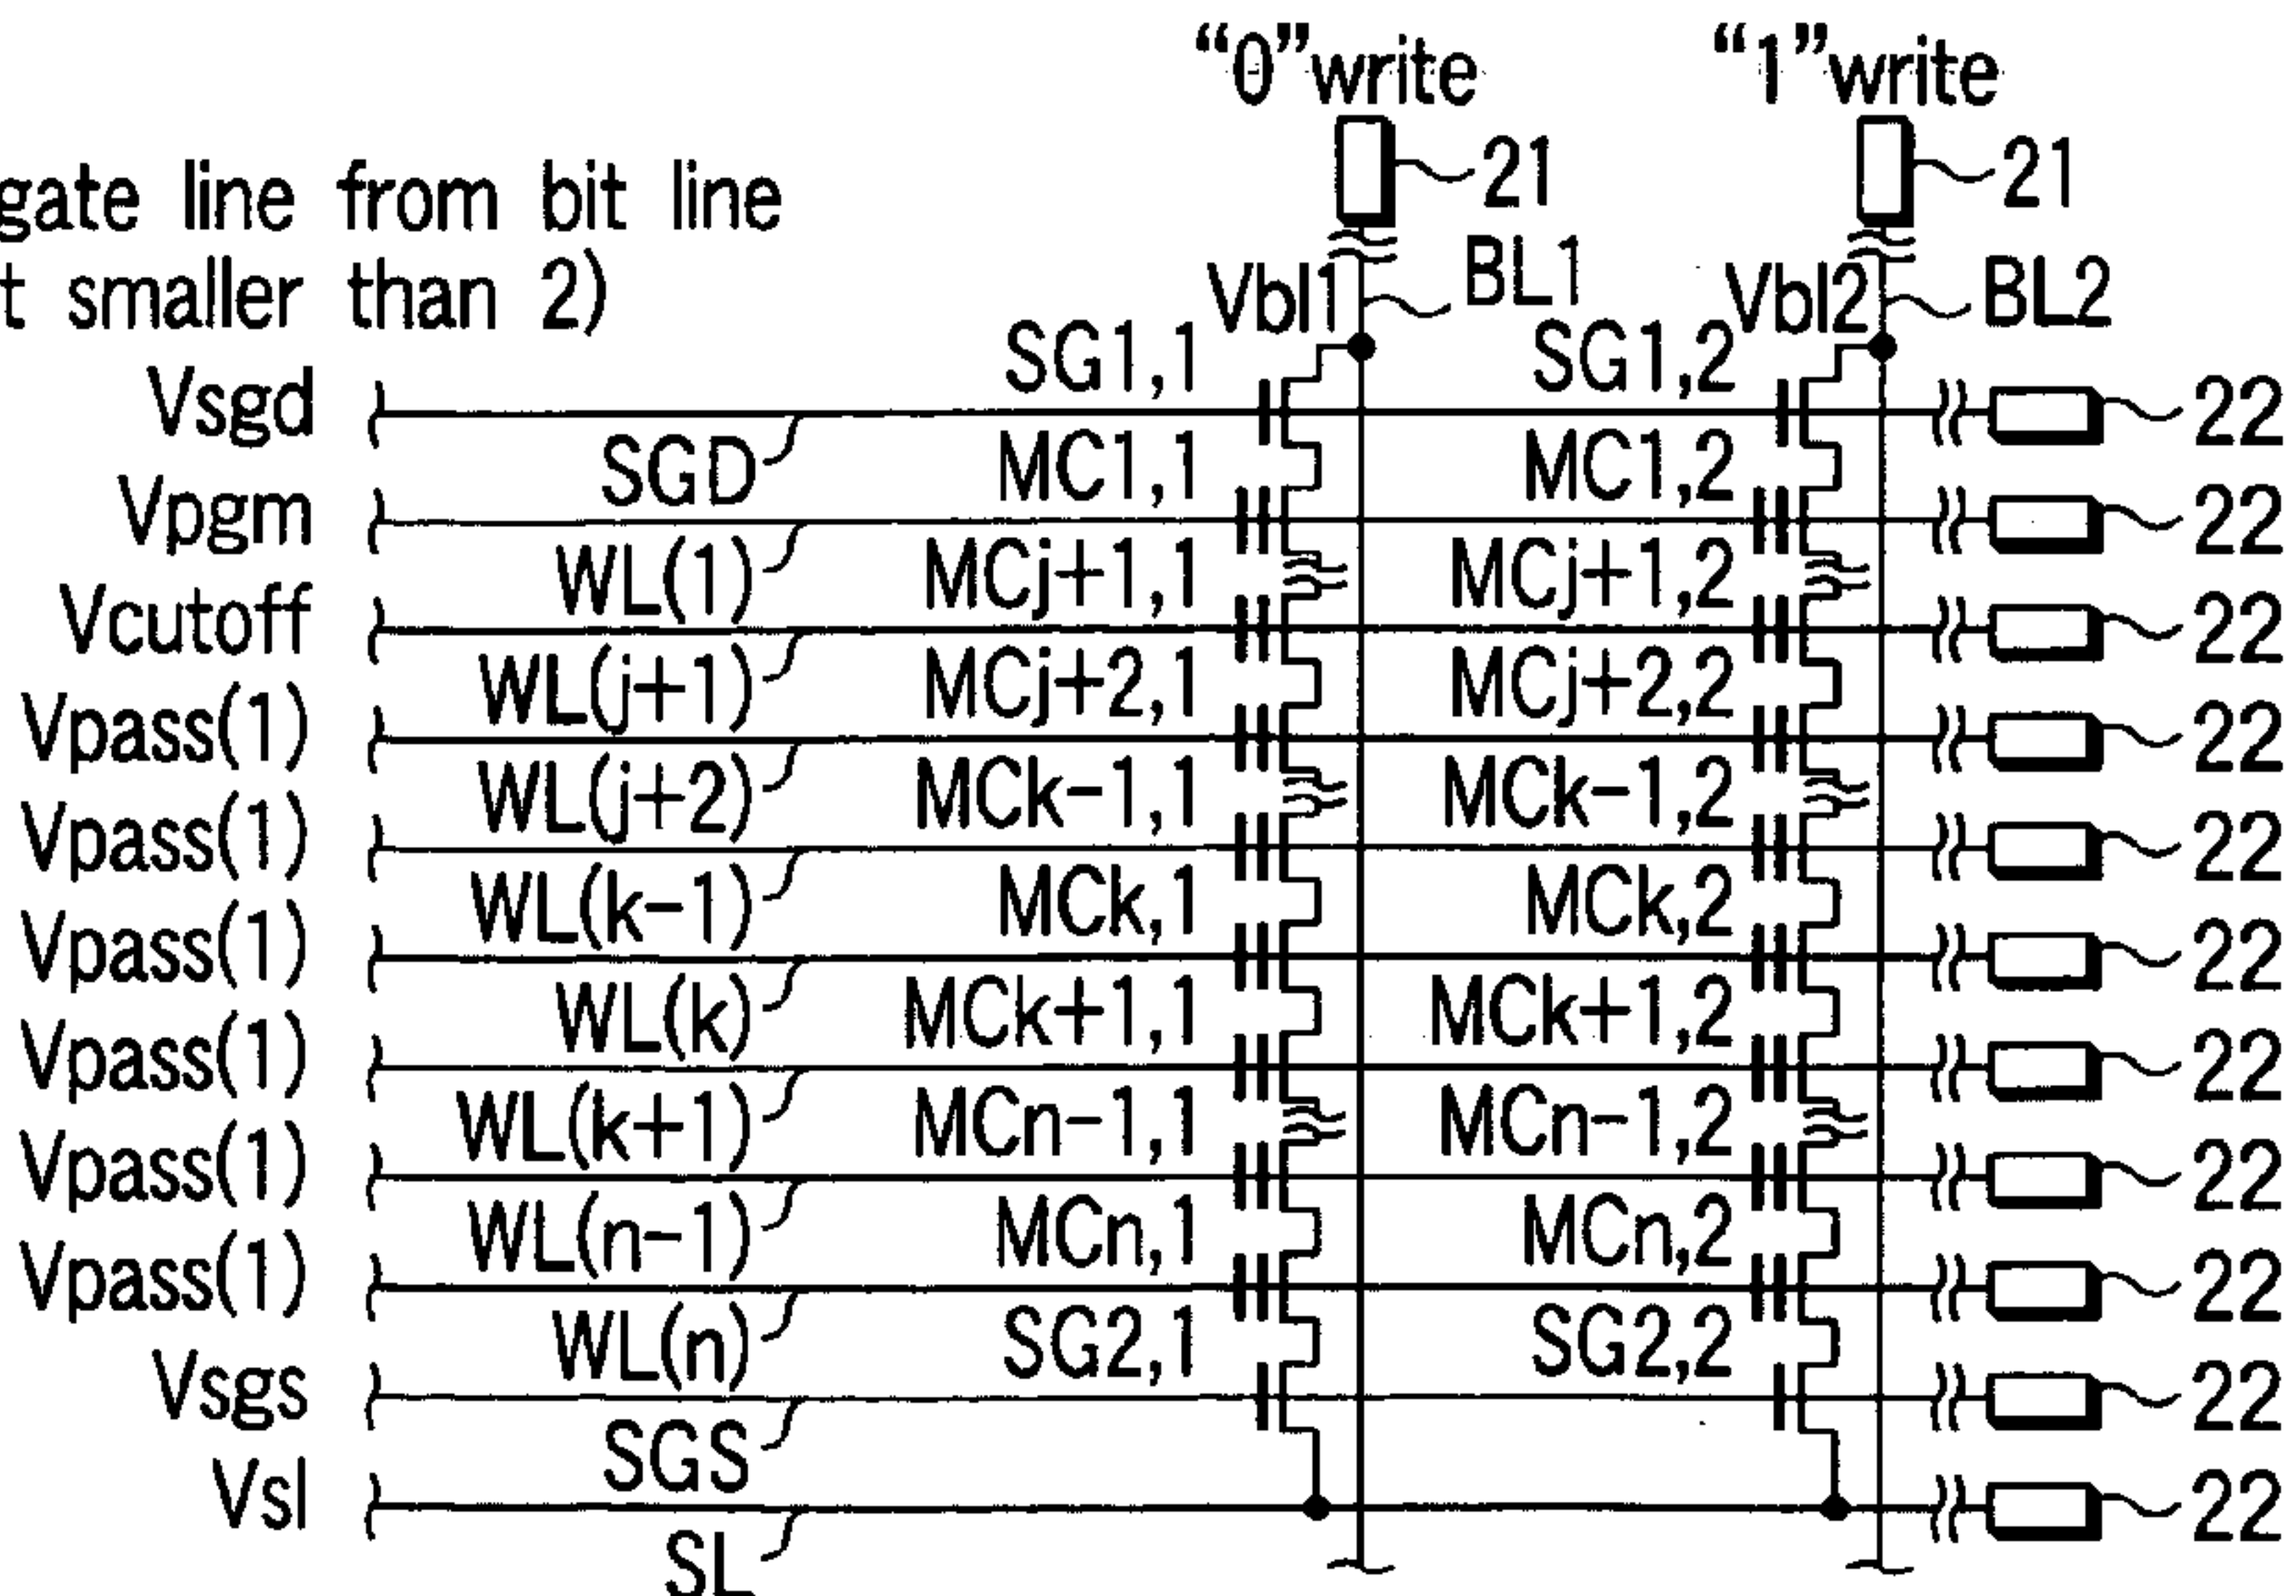 “0”write “1”write
21 21
gate line from bit line
t smaller than 2)
Vbl1 BL1 Vbl2 BL2
SG1,1 SG1,2
Vsgd 22
SGD MC1,1 MC1,2
Vpgm 22
WL(1) MCj+1,1 MCj+1,2
Vcutoff 22
WL(j+1) MCj+2,1 MCj+2,2
Vpass(1) 22
WL(j+2) MCk-1,1 MCk-1,2
Vpass(1) 22
WL(k-1) MCk,1 MCk,2
Vpass(1) 22
WL(k) MCk+1,1 MCk+1,2
Vpass(1) 22
WL(k+1) MCn-1,1 MCn-1,2
Vpass(1) 22
WL(n-1) MCn,1 MCn,2
Vpass(1) 22
WL(n) SG2,1 SG2,2
Vsgs 22
SGS
Vsl 22
SL